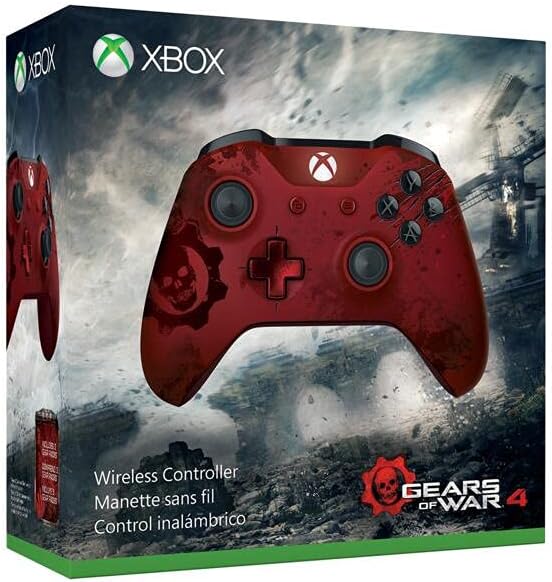 XBOX
XBOX
X
Y
B
A
Wireless Controller
Manette sans fil
Control inalámbrico
GEARS
OF WAR 4